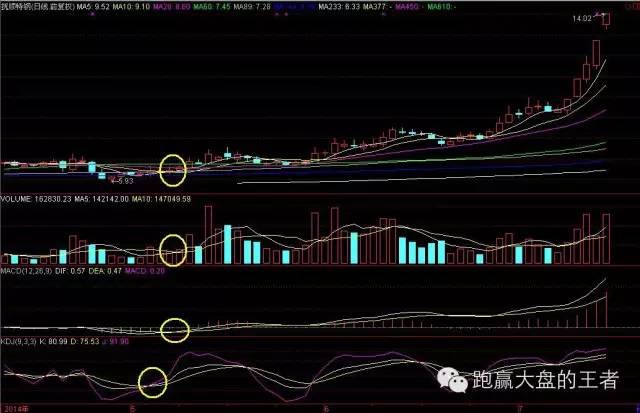 抚顺特钢(日线 前复权) MA5: 9.52 MA10: 9.10 MA20: 8.60 MA60: 7.45 MA89: 7.28 MA233: 6.33 MA377: - MA450: - MA610: -
14.02
5.93
VOLUME: 162830.23 MA5: 142142.00 MA10: 147049.59
MACD(12,26,9) DIF: 0.57 DEA: 0.47 MACD: 0.20
KDJ(9,3,3) K: 80.99 D: 75.53 J: 91.90
跑赢大盘的王者
2014年 5 6 7